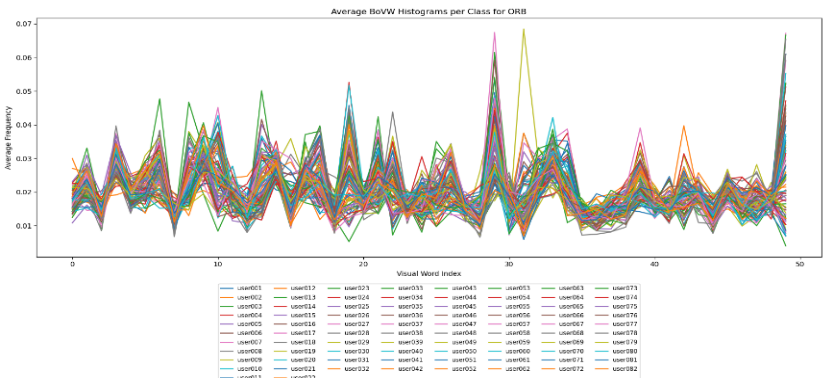 Average BoVW Histograms per Class for ORB
0.07
0.06
0.05
0.04
0.03
0.02
0.01
Average Frequency
0 10 20 30 40 50
Visual Word Index
user001 user012 user023 user033 user043 user053 user063 user073
user002 user013 user024 user034 user044 user054 user064 user074
user003 user014 user025 user035 user045 user055 user065 user075
user004 user015 user026 user036 user046 user056 user066 user076
user005 user016 user027 user037 user047 user057 user067 user077
user006 user017 user028 user038 user048 user058 user068 user078
user007 user018 user029 user039 user049 user059 user069 user079
user008 user019 user030 user040 user050 user060 user070 user080
user009 user020 user031 user041 user051 user061 user071 user081
user010 user021 user032 user042 user052 user062 user072 user082